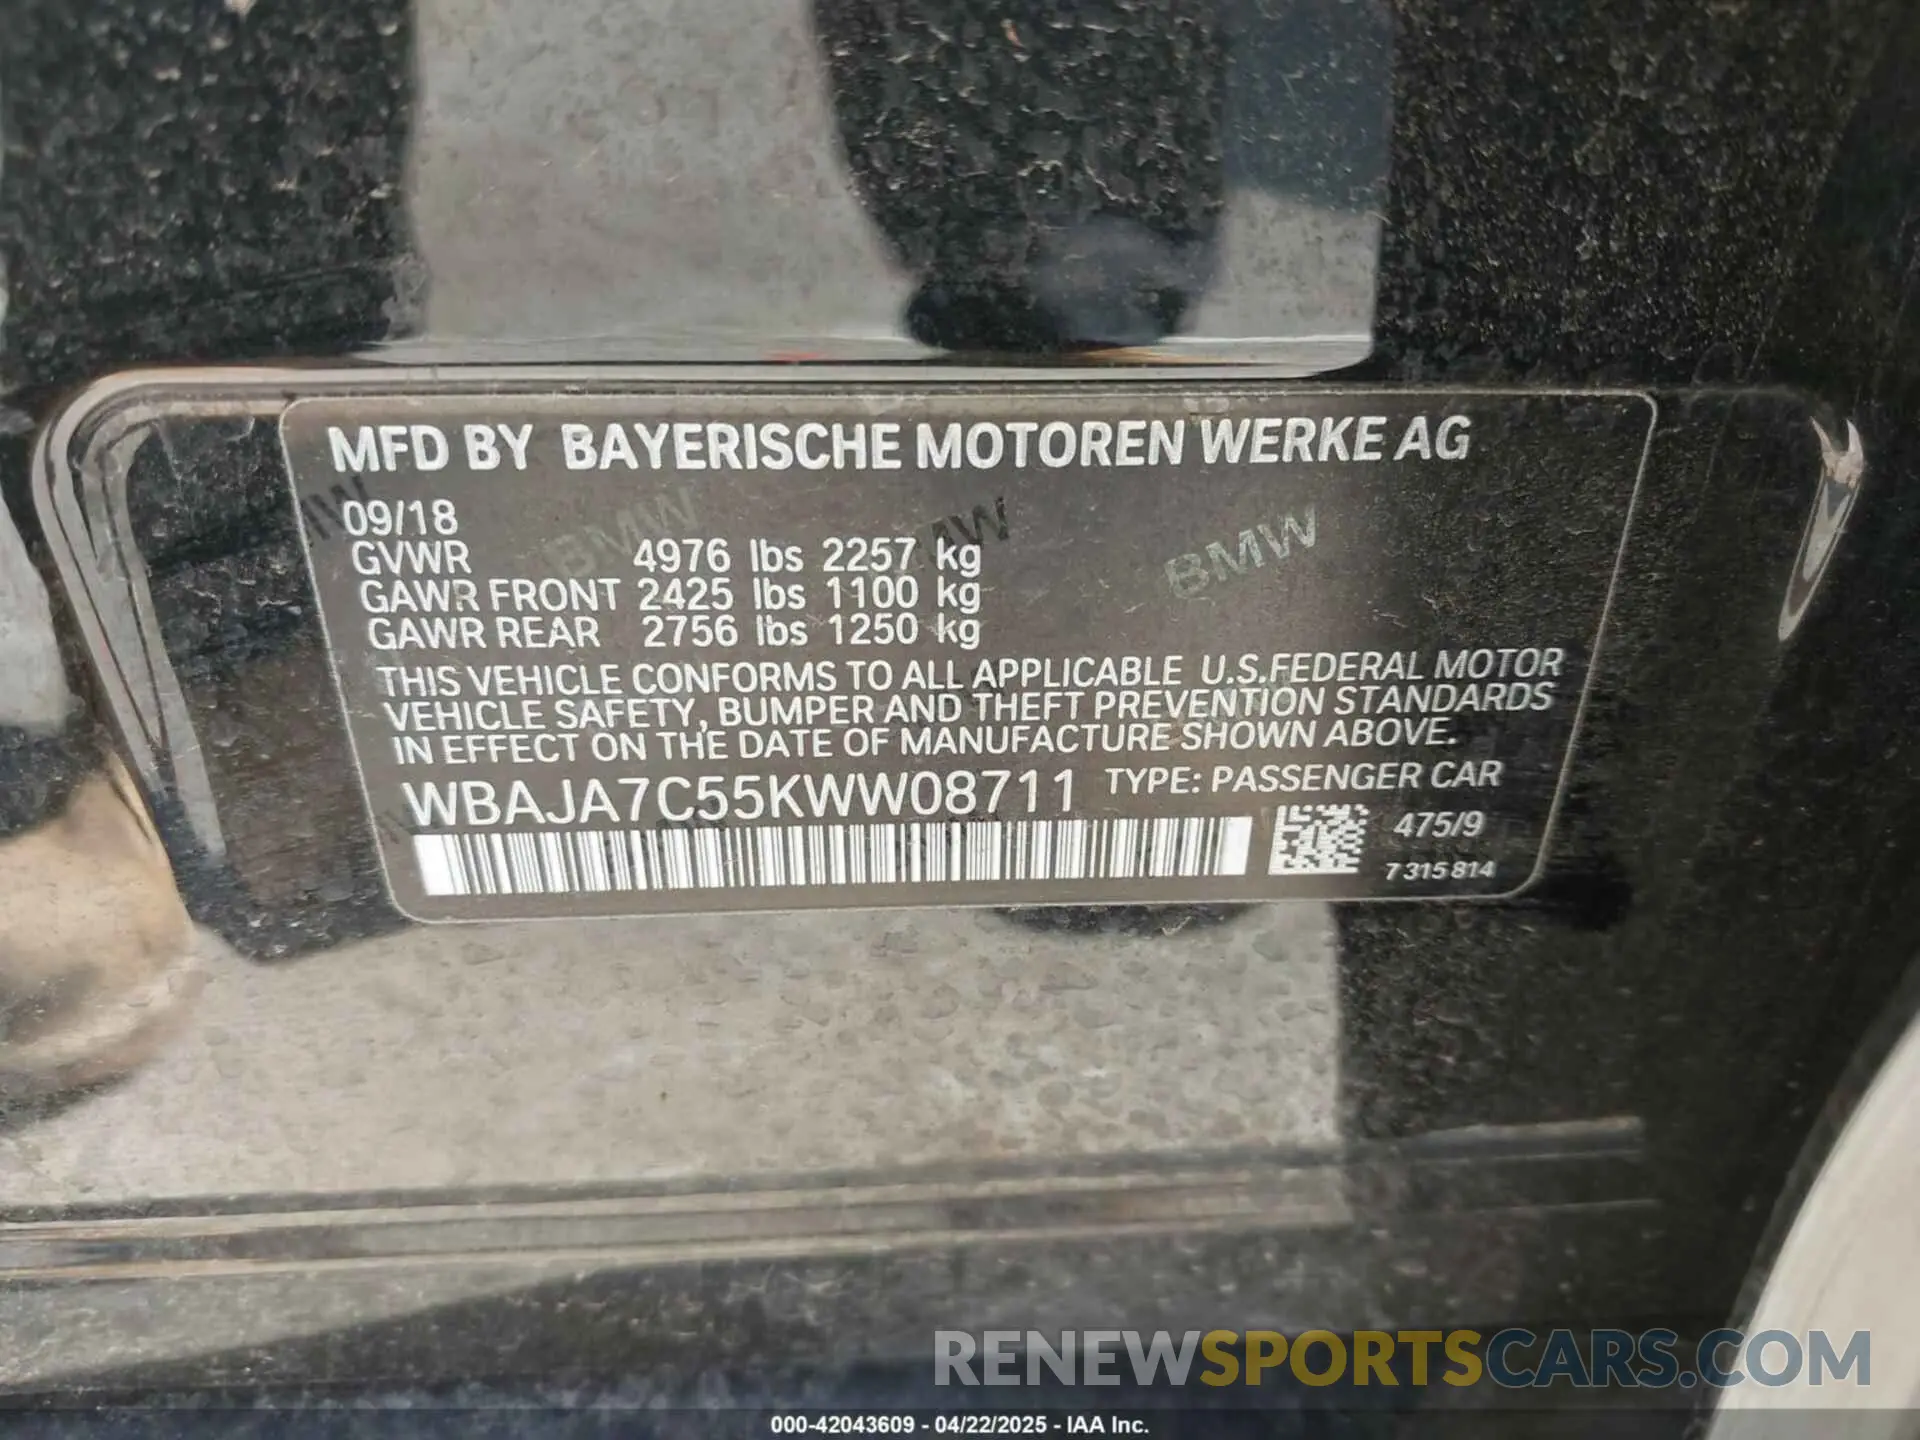 MFD BY BAYERISCHE MOTOREN WERKE AG
09/18
GVWR 4976 lbs 2257 kg
GAWR FRONT 2425 lbs 1100 kg
GAWR REAR 2756 lbs 1250 kg
BMW
BMW
THIS VEHICLE CONFORMS TO ALL APPLICABLE U.S.FEDERAL MOTOR
VEHICLE SAFETY, BUMPER AND THEFT PREVENTION STANDARDS
IN EFFECT ON THE DATE OF MANUFACTURE SHOWN ABOVE.
WBAJA7C55KWW08711 TYPE: PASSENGER CAR
475/9
7 315 814
RENEWSPORTSCARS.COM
000-42043609 - 04/22/2025 - IAA Inc.